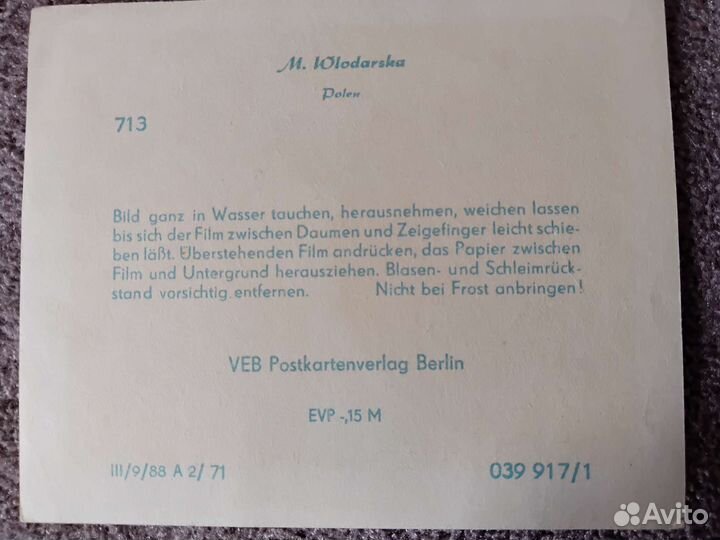 M. Wlodarska
Polen
713
Bild ganz in Wasser tauchen, herausnehmen, weichen lassen
bis sich der Film zwischen Daumen und Zeigefinger leicht schie-
ben läßt. Überstehenden Film andrücken, das Papier zwischen
Film und Untergrund herausziehen. Blasen- und Schleimrück-
stand vorsichtig entfernen. Nicht bei Frost anbringen!
VEB Postkartenverlag Berlin
EVP -,15 M
III/9/88 A 2/ 71 039 917/1
Avito